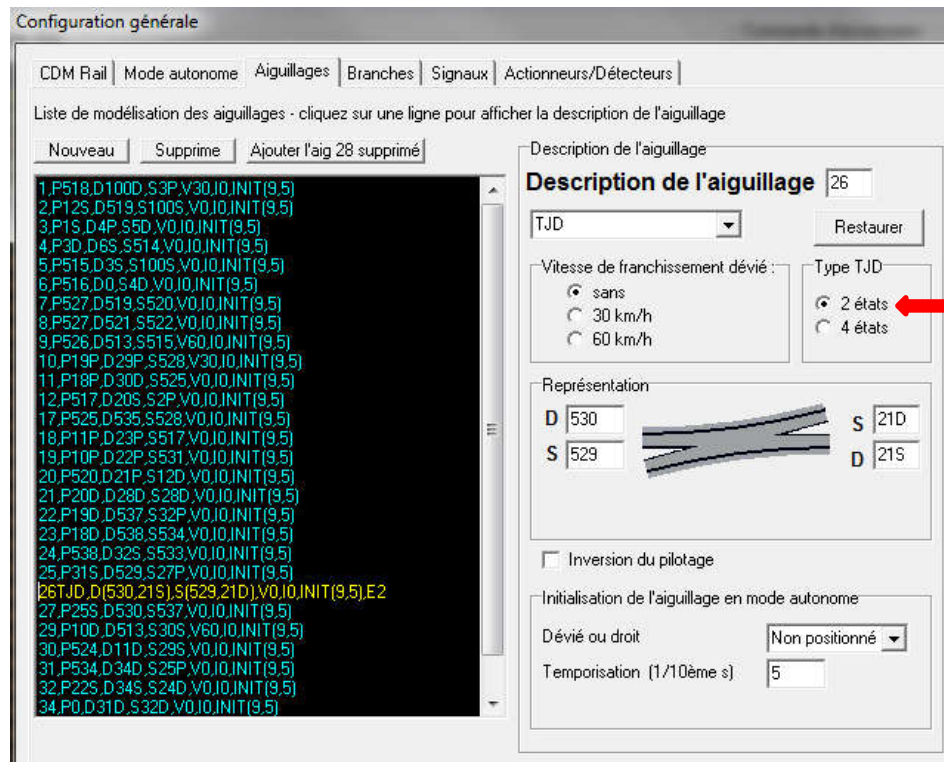 Configuration générale
CDM Rail Mode autonome Aiguillages Branches Signaux Actionneurs/Détecteurs
Liste de modélisation des aiguillages - cliquez sur une ligne pour afficher la description de l'aiguillage
Nouveau Supprime Ajouter l'aig 28 supprimé
1,P518,D100D,S3P,V30,I0,INIT(9,5)
2,P12S,D519,S100S,V0,I0,INIT(9,5)
3,P1S,D4P,S5D,V0,I0,INIT(9,5)
4,P3D,D6S,S514,V0,I0,INIT(9,5)
5,P515,D3S,S100S,V0,I0,INIT(9,5)
6,P516,D0,S4D,V0,I0,INIT(9,5)
7,P527,D519,S520,V0,I0,INIT(9,5)
8,P527,D521,S522,V0,I0,INIT(9,5)
9,P526,D513,S515,V60,I0,INIT(9,5)
10,P19P,D29P,S528,V30,I0,INIT(9,5)
11,P18P,D30D,S525,V0,I0,INIT(9,5)
12,P517,D20S,S2P,V0,I0,INIT(9,5)
17,P525,D535,S528,V0,I0,INIT(9,5)
18,P11P,D23P,S517,V0,I0,INIT(9,5)
19,P10P,D22P,S531,V0,I0,INIT(9,5)
20,P520,D21P,S12D,V0,I0,INIT(9,5)
21,P20D,D28D,S28D,V0,I0,INIT(9,5)
22,P19D,D537,S32P,V0,I0,INIT(9,5)
23,P18D,D538,S534,V0,I0,INIT(9,5)
24,P538,D32S,S533,V0,I0,INIT(9,5)
25,P31S,D529,S27P,V0,I0,INIT(9,5)
26TJD,D(530,21S),S(529,21D),V0,I0,INIT(9,5),E2
27,P25S,D530,S537,V0,I0,INIT(9,5)
29,P10D,D513,S30S,V60,I0,INIT(9,5)
30,P524,D11D,S29S,V0,I0,INIT(9,5)
31,P534,D34D,S25P,V0,I0,INIT(9,5)
32,P22S,D34S,S24D,V0,I0,INIT(9,5)
34,P0,D31D,S32D,V0,I0,INIT(9,5)
Description de l'aiguillage
Description de l'aiguillage 26
TJD Restaurer
Vitesse de franchissement dévié :
sans
30 km/h
60 km/h
Type TJD
2 états
4 états
Représentation
D 530 S 21D
S 529 D 21S
Inversion du pilotage
Initialisation de l'aiguillage en mode autonome
Dévié ou droit Non positionné
Temporisation (1/10ème s) 5